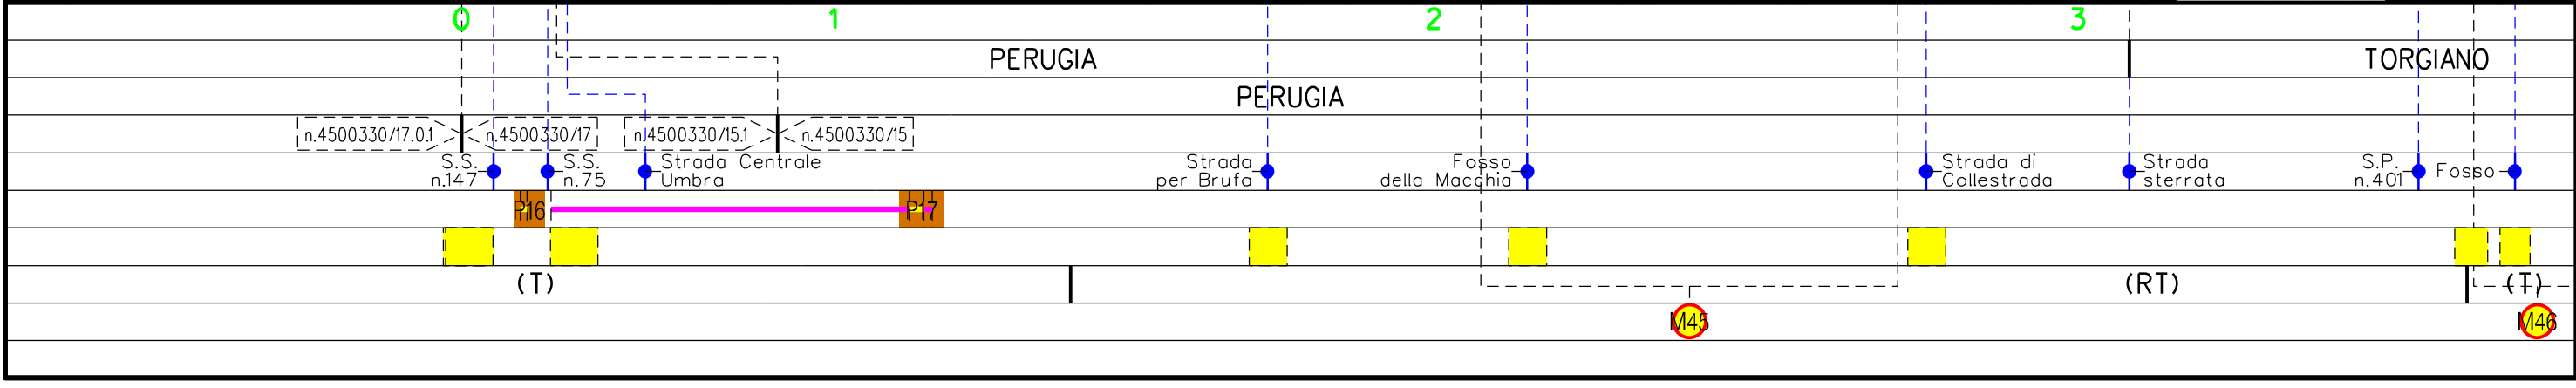 0 1 2 3
PERUGIA TORGIANO
PERUGIA
n.4500330/17.0.1 n.4500330/17 n.4500330/15.1 n.4500330/15
S.S. S.S. Strada Centrale Strada Fosso Strada di Strada S.P.
n.147 n.75 Umbra per Brufa della Macchia Collestrada sterrata n.401 Fosso
P16 P17
(T) (RT) (T)
M45 M46